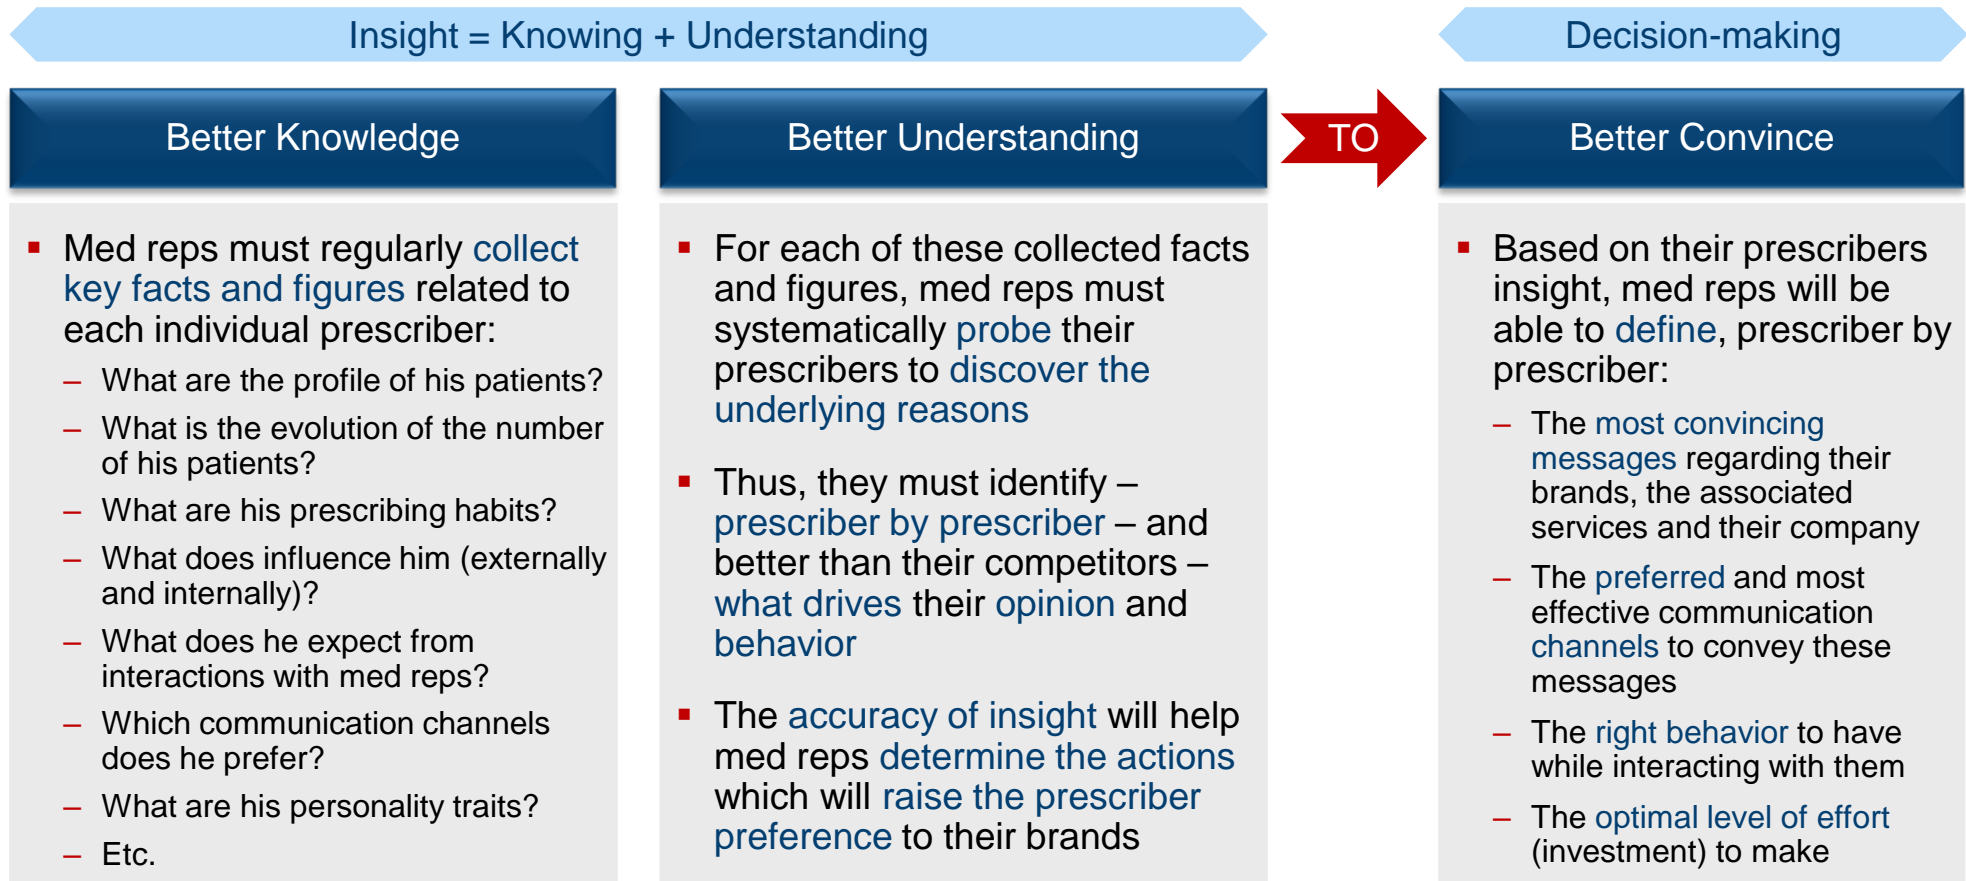 Insight = Knowing + Understanding
Decision-making
Better Knowledge
Better Understanding
TO
Better Convince
▪ Med reps must regularly collect
key facts and figures related to
each individual prescriber:
– What are the profile of his patients?
– What is the evolution of the number
of his patients?
– What are his prescribing habits?
– What does influence him (externally
and internally)?
– What does he expect from
interactions with med reps?
– Which communication channels
does he prefer?
– What are his personality traits?
– Etc.
▪ For each of these collected facts
and figures, med reps must
systematically probe their
prescribers to discover the
underlying reasons
▪ Thus, they must identify –
prescriber by prescriber – and
better than their competitors –
what drives their opinion and
behavior
▪ The accuracy of insight will help
med reps determine the actions
which will raise the prescriber
preference to their brands
▪ Based on their prescribers
insight, med reps will be
able to define, prescriber by
prescriber:
– The most convincing
messages regarding their
brands, the associated
services and their company
– The preferred and most
effective communication
channels to convey these
messages
– The right behavior to have
while interacting with them
– The optimal level of effort
(investment) to make